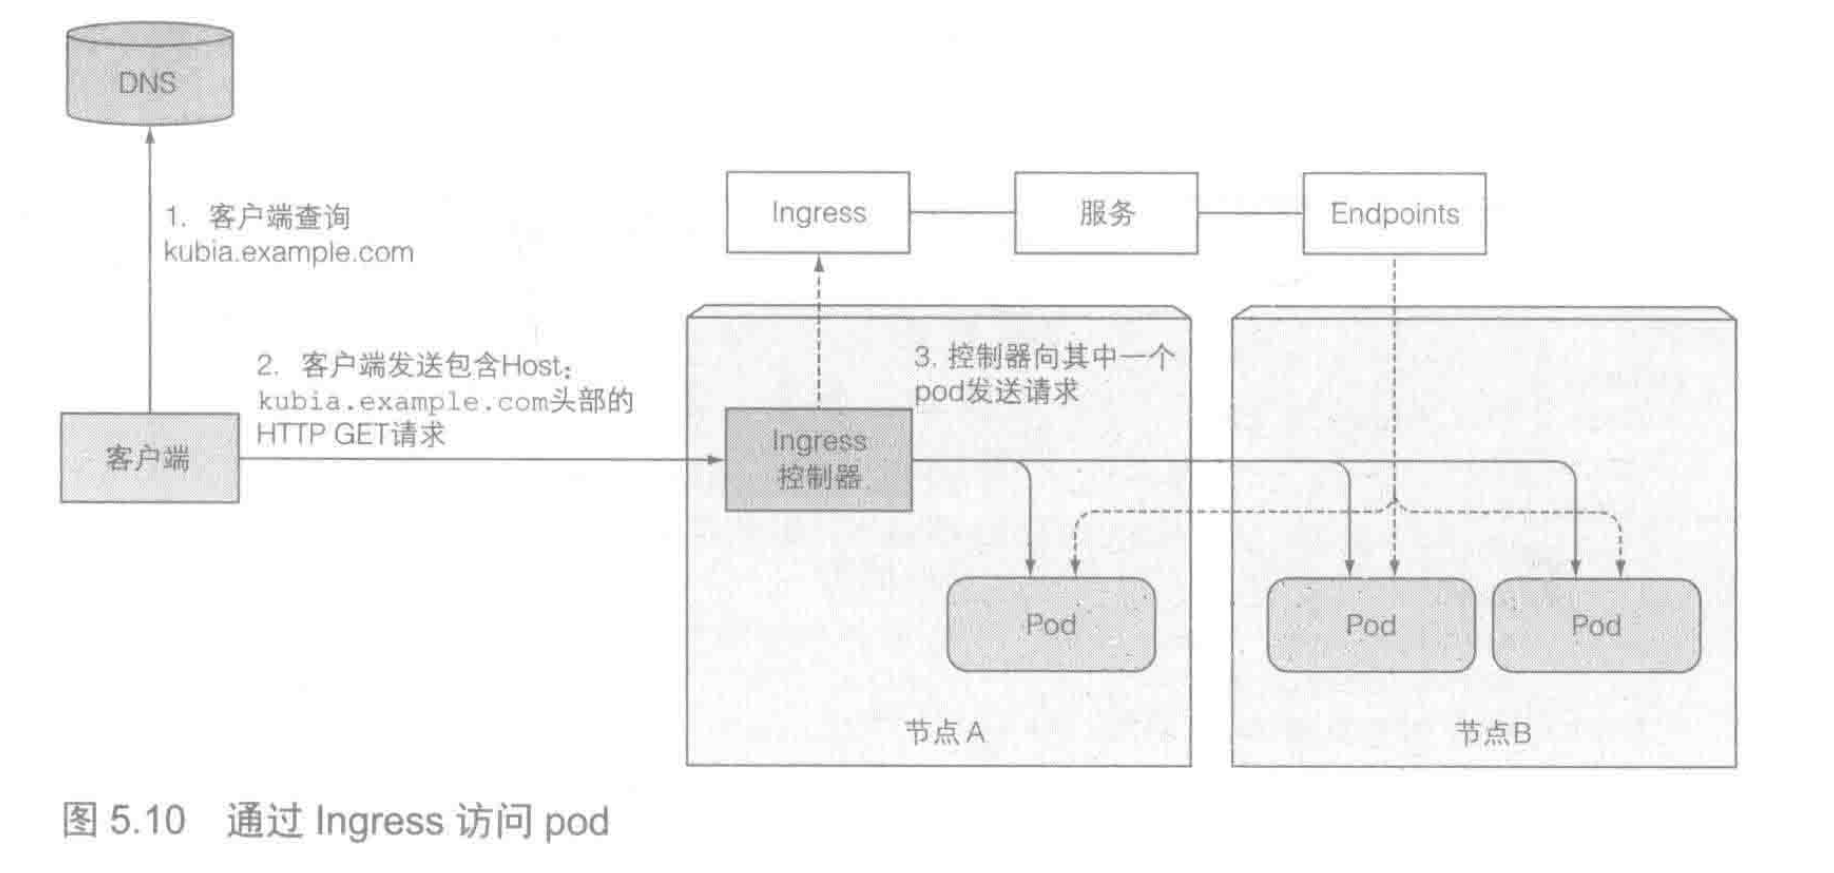 DNS
1. 客户端查询
kubia.example.com
Ingress
服务
Endpoints
2. 客户端发送包含Host:
kubia.example.com头部的
HTTP GET请求
3. 控制器向其中一个
pod发送请求
客户端
Ingress
控制器
Pod
Pod
Pod
节点 A
节点B
图 5.10 通过 Ingress 访问 pod